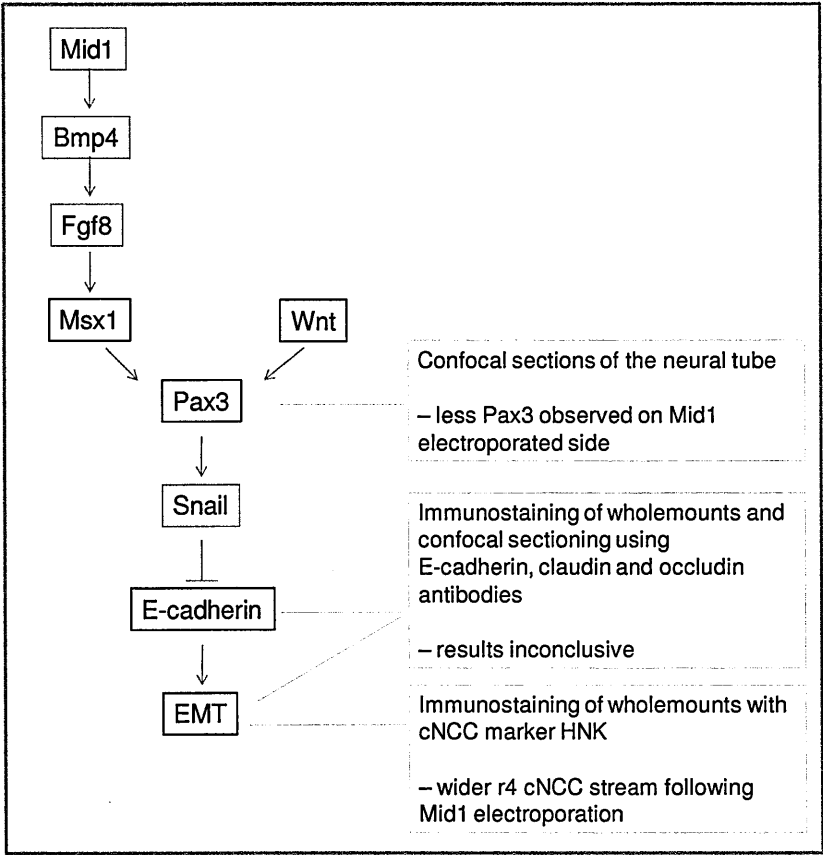 Mid1
Bmp4
Fgf8
Msx1
Wnt
Pax3
Snail
E-cadherin
EMT
Confocal sections of the neural tube
– less Pax3 observed on Mid1
electroporated side
Immunostaining of wholemounts and
confocal sectioning using
E-cadherin, claudin and occludin
antibodies
– results inconclusive
Immunostaining of wholemounts with
cNCC marker HNK
– wider r4 cNCC stream following
Mid1 electroporation